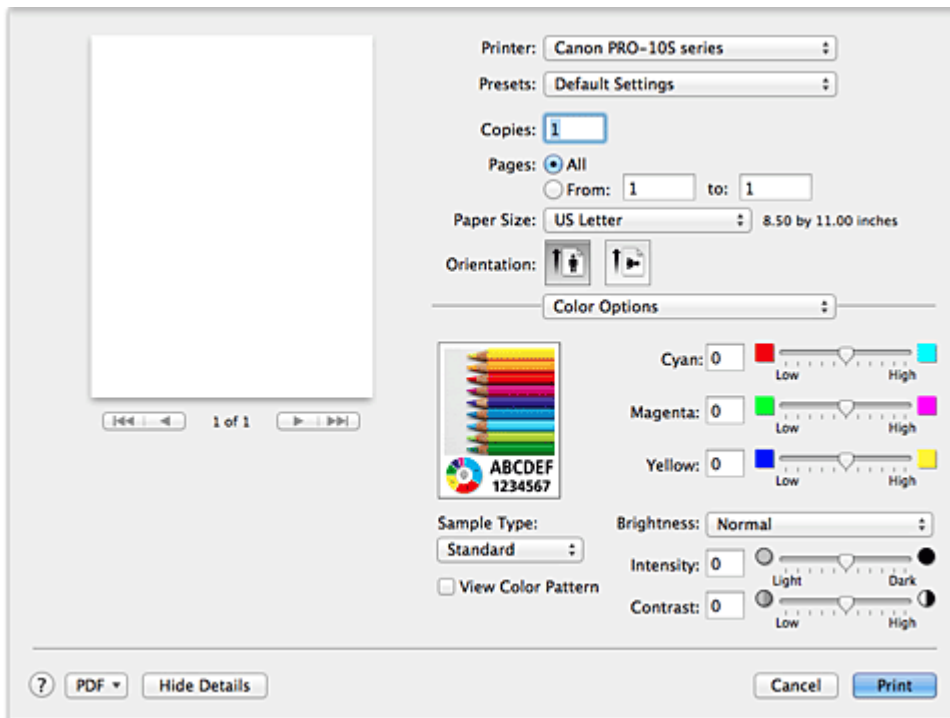 Printer: Canon PRO-10S series
Presets: Default Settings
Copies: 1
Pages: All
From: 1 to: 1
Paper Size: US Letter 8.50 by 11.00 inches
Orientation:
Color Options
1 of 1
ABCDEF
1234567
Cyan: 0
Low High
Magenta: 0
Low High
Yellow: 0
Low High
Sample Type:
Standard
View Color Pattern
Brightness: Normal
Intensity: 0
Light Dark
Contrast: 0
Low High
? PDF Hide Details Cancel Print